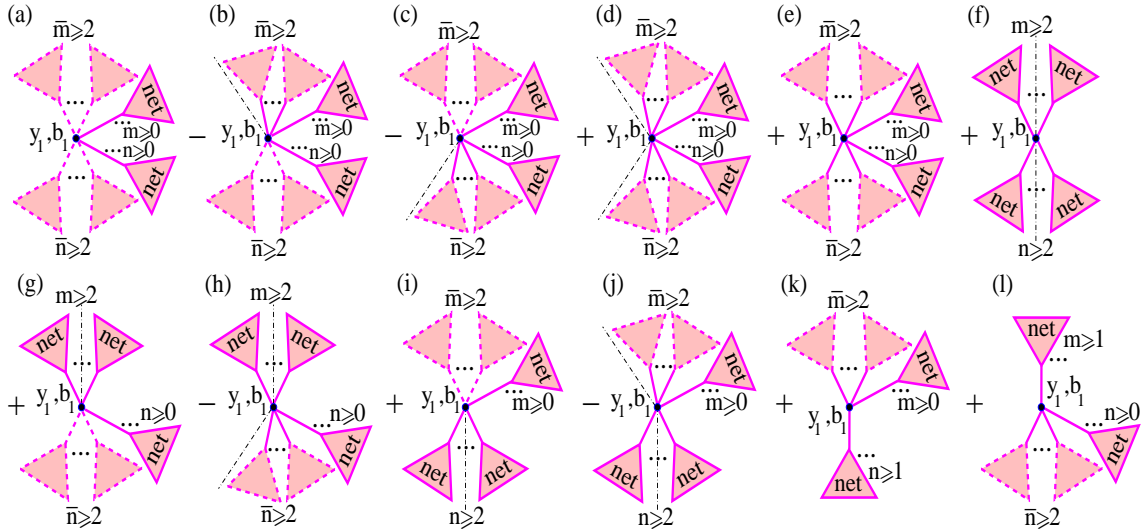 (a) (b) (c) (d) (e) (f)
m̄⩾2 m̄⩾2 m̄⩾2 m̄⩾2 m̄⩾2 m⩾2
net net net net net net net
... ... ... ... ... ...
y₁,b₁ ... m̄⩾0 − y₁,b₁ ... m̄⩾0 − y₁,b₁ ... m⩾0 + y₁,b₁ ... m⩾0 + y₁,b₁ ... m⩾0 + y₁,b₁
...n⩾0 ...n⩾0 ...n⩾0 ...n⩾0 ...n⩾0
... ... ... ... ... ...
net net net net net net net
n̄⩾2 n̄⩾2 n̄⩾2 n̄⩾2 n̄⩾2 n⩾2
(g) (h) (i) (j) (k) (l)
m⩾2 m⩾2 m̄⩾2 m̄⩾2 m̄⩾2
net net net net net net net net
... ... ... ... ... ...m⩾1
+ y₁,b₁ ...n⩾0 − y₁,b₁ ...n⩾0 + y₁,b₁ ...m⩾0 − y₁,b₁ ...m⩾0 + y₁,b₁ ...m⩾0 + y₁,b₁ ...n⩾0
... ... ... ... ...n⩾1 ...
net net net net net net net net
n̄⩾2 n̄⩾2 n⩾2 n⩾2 n̄⩾2